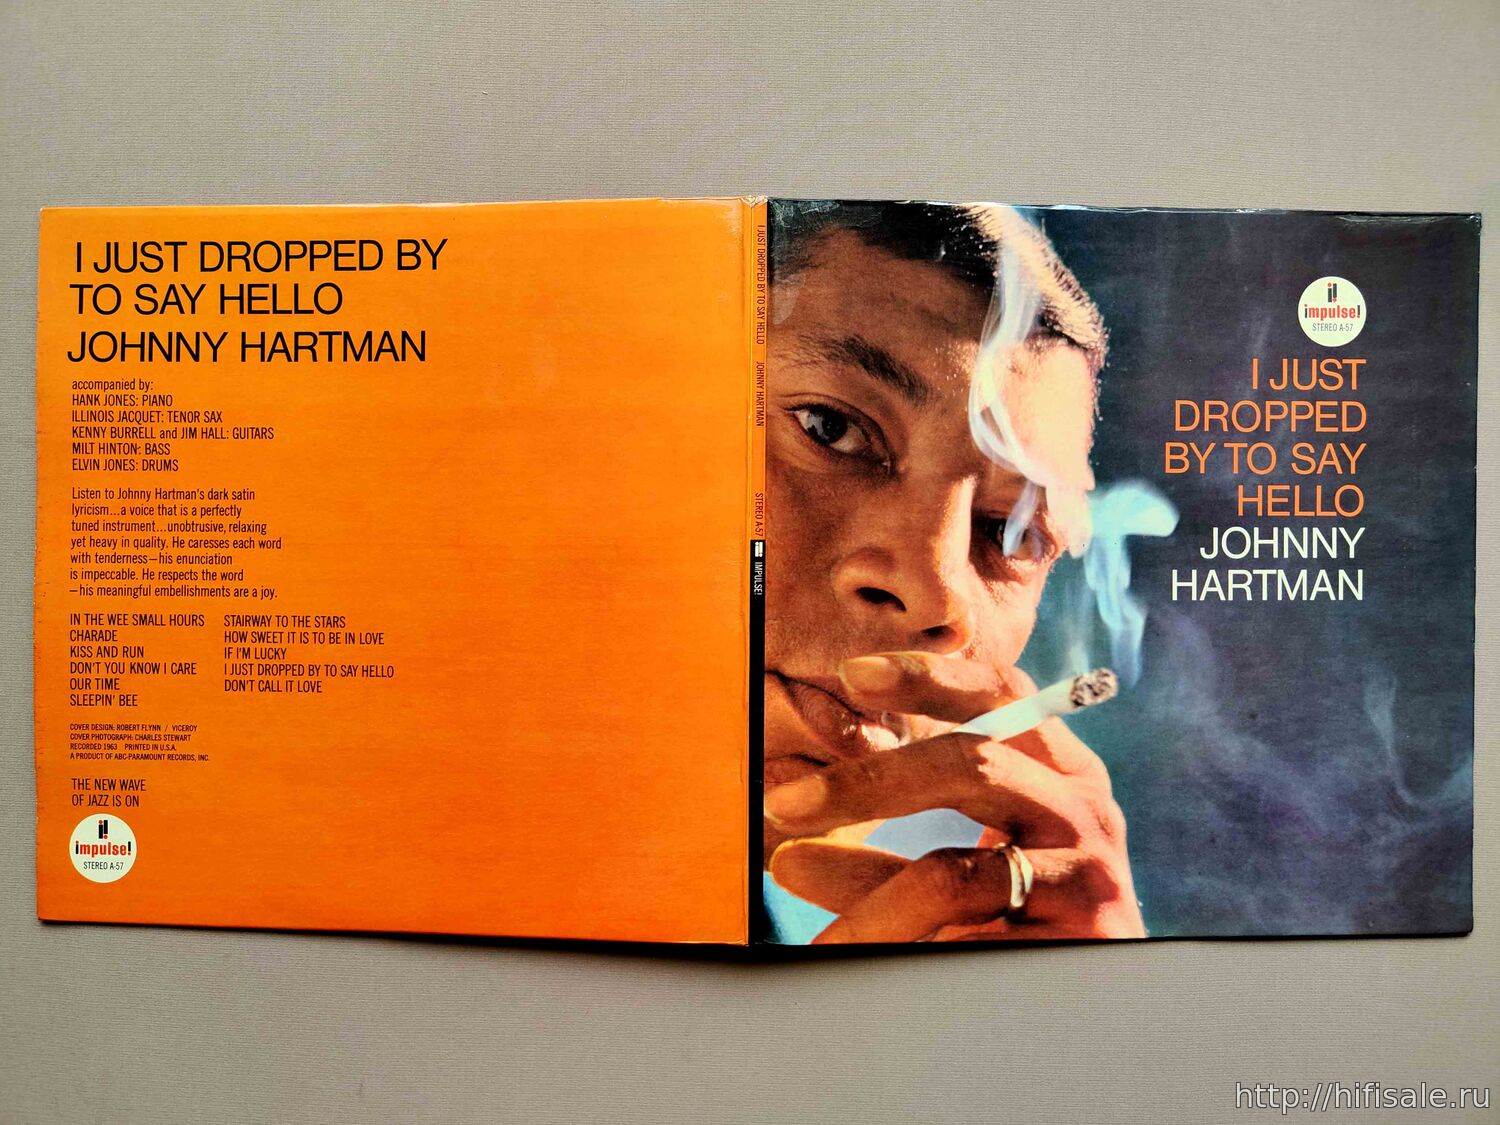 I JUST DROPPED BY
TO SAY HELLO
JOHNNY HARTMAN
accompanied by:
HANK JONES: PIANO
ILLINOIS JACQUET: TENOR SAX
KENNY BURRELL and JIM HALL: GUITARS
MILT HINTON: BASS
ELVIN JONES: DRUMS
Listen to Johnny Hartman's dark satin
lyricism...a voice that is a perfectly
tuned instrument...unobtrusive, relaxing
yet heavy in quality. He caresses each word
with tenderness—his enunciation
is impeccable. He respects the word
—his meaningful embellishments are a joy.
IN THE WEE SMALL HOURS
CHARADE
KISS AND RUN
DON'T YOU KNOW I CARE
OUR TIME
SLEEPIN' BEE
STAIRWAY TO THE STARS
HOW SWEET IT IS TO BE IN LOVE
IF I'M LUCKY
I JUST DROPPED BY TO SAY HELLO
DON'T CALL IT LOVE
COVER DESIGN: ROBERT FLYNN / VICEROY
COVER PHOTOGRAPH: CHARLES STEWART
RECORDED 1963 PRINTED IN U.S.A.
A PRODUCT OF ABC-PARAMOUNT RECORDS, INC.
THE NEW WAVE
OF JAZZ IS ON
impulse!
STEREO A-57
I JUST DROPPED BY TO SAY HELLO JOHNNY HARTMAN STEREO A-57 IMPULSE!
impulse!
STEREO A-57
I JUST
DROPPED
BY TO SAY
HELLO
JOHNNY
HARTMAN
http://hifisale.ru